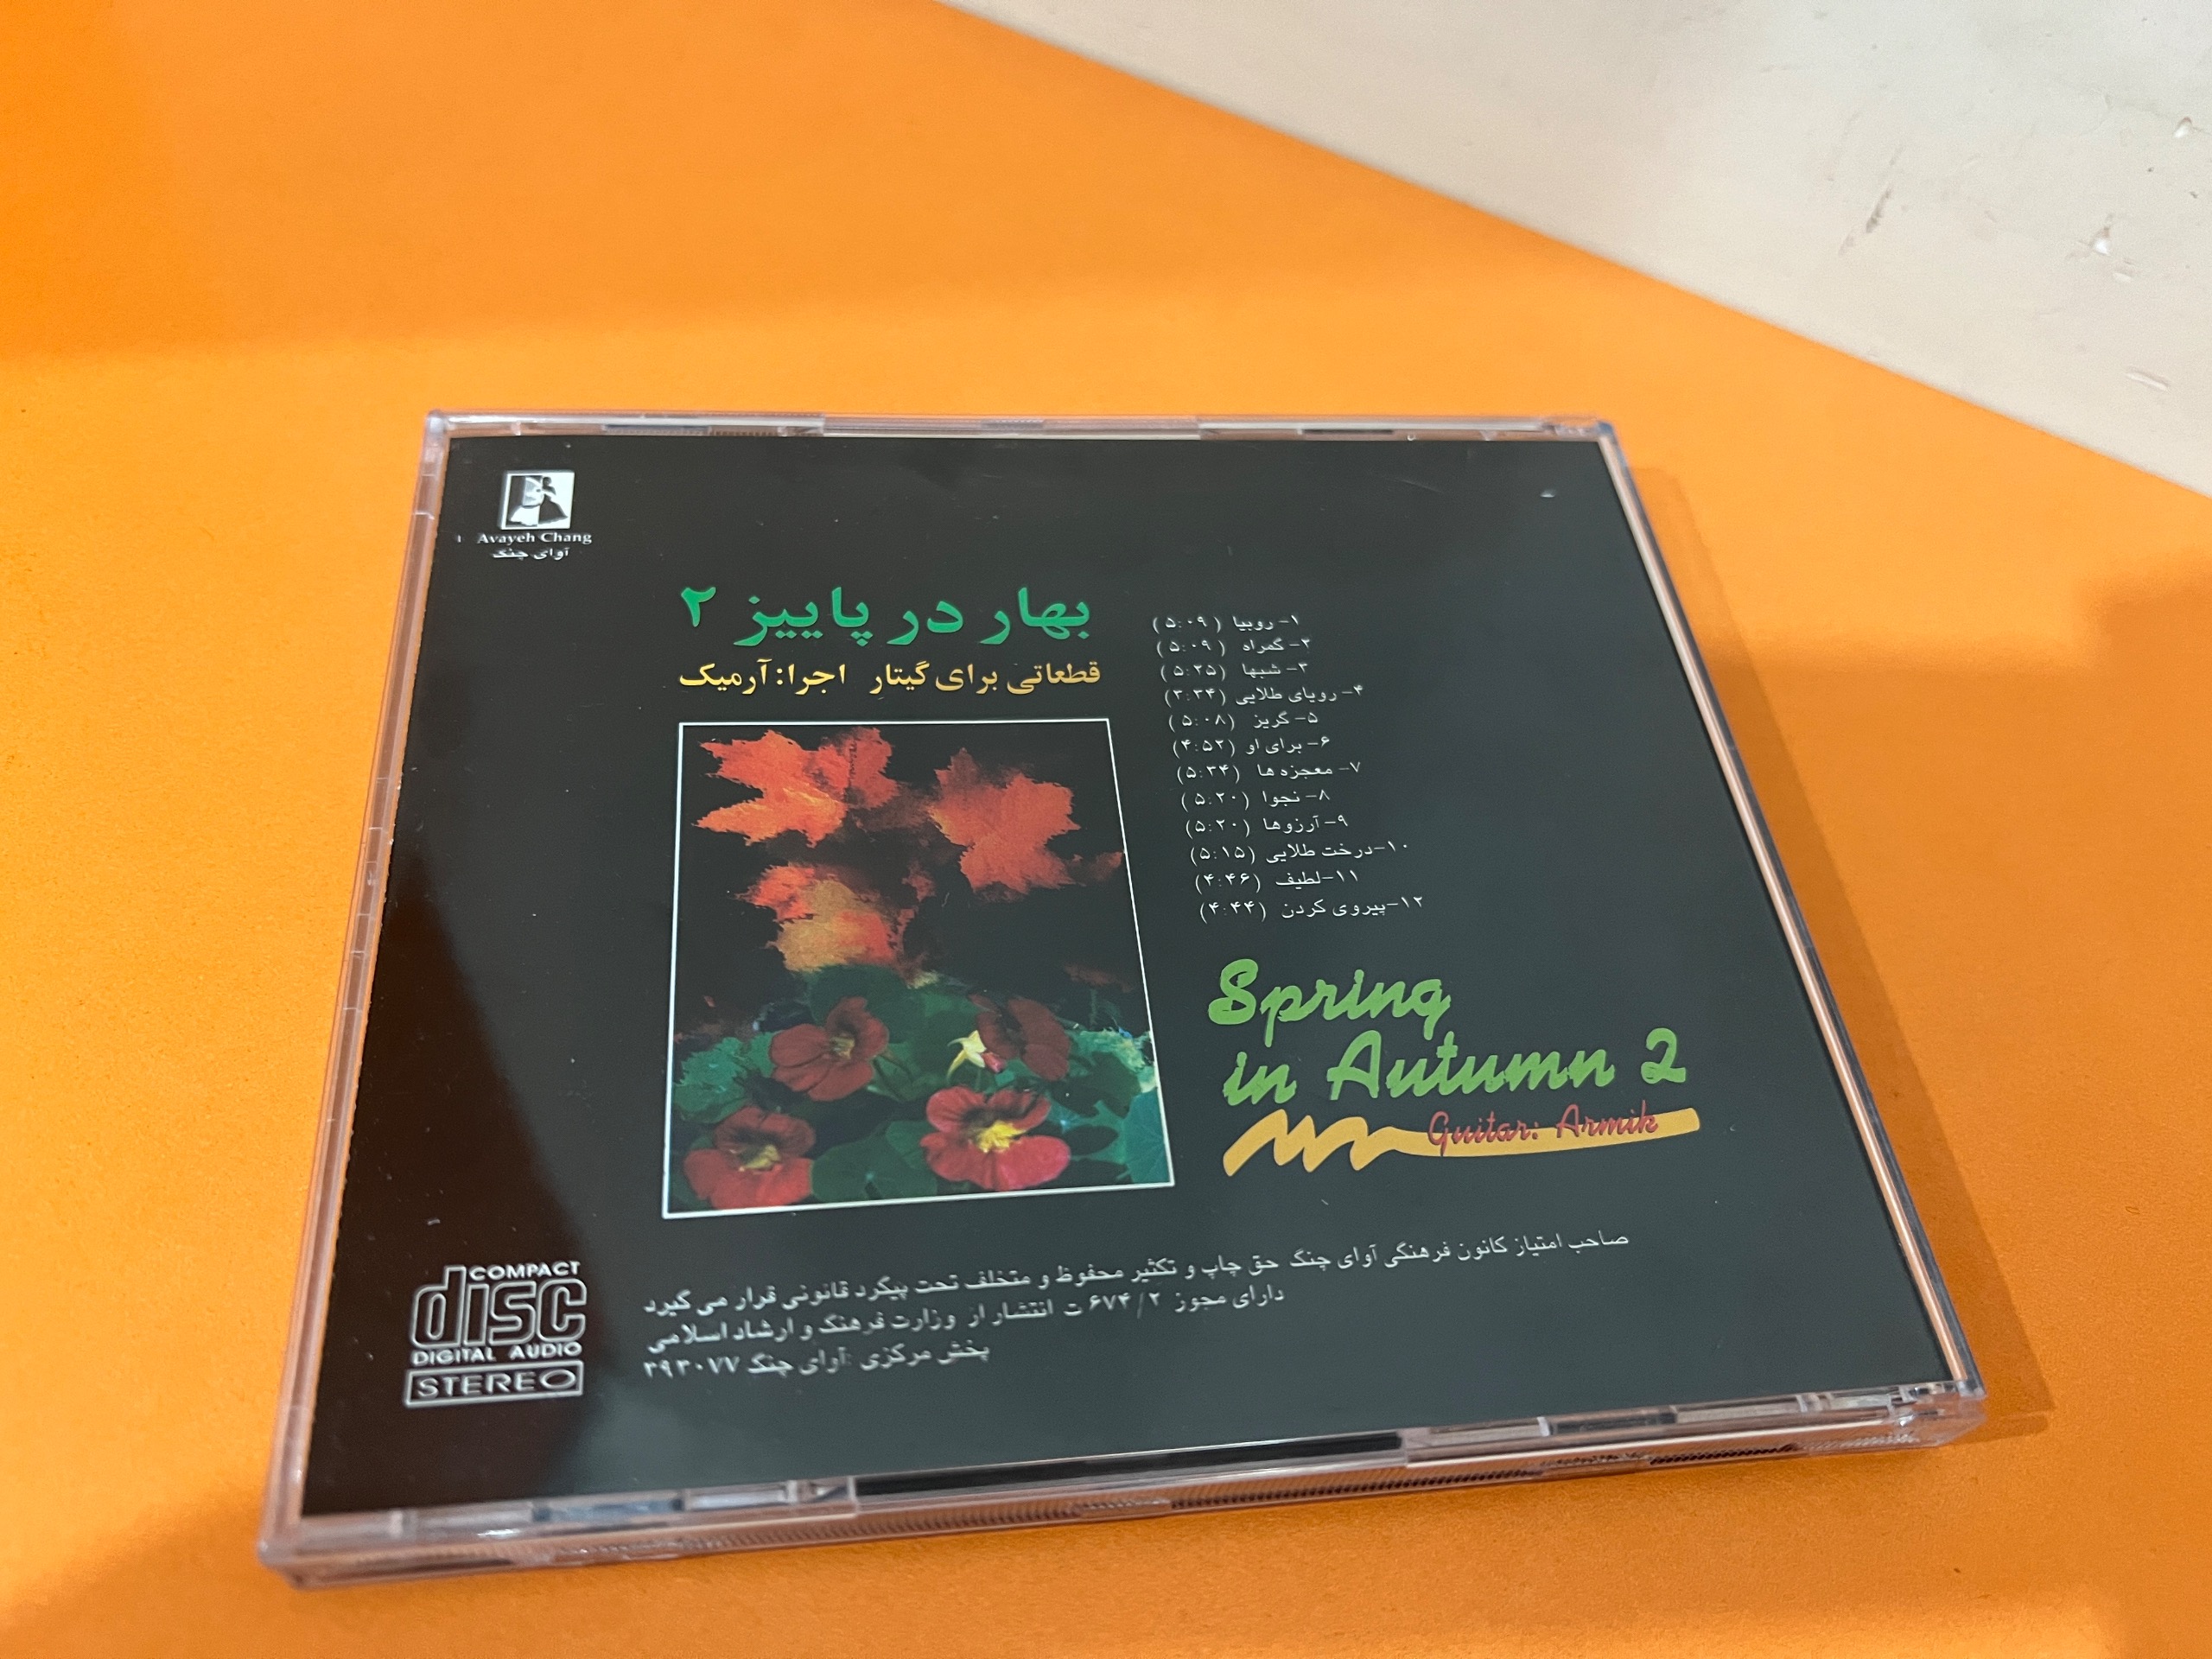 Avayeh Chang
آوای چنگ
بهار در پاییز ۲
قطعاتی برای گیتار اجرا: آرمیک
۱- روبیا (۵:۰۹)
۲- گمراه (۵:۰۹)
۳- شبها (۵:۲۵)
۴- رویای طلایی (۳:۳۴)
۵- گریز (۵:۰۸)
۶- برای او (۴:۵۲)
۷- معجزه ها (۵:۳۴)
۸- نجوا (۵:۲۰)
۹- آرزوها (۵:۲۰)
۱۰- درخت طلایی (۵:۱۵)
۱۱- لطیف (۴:۴۶)
۱۲- پیروی کردن (۴:۴۴)
Spring
in Autumn 2
Guitar: Armik
صاحب امتیاز کانون فرهنگی آوای چنگ حق چاپ و تکثیر محفوظ و متخلف تحت پیگرد قانونی قرار می گیرد
دارای مجوز ۶۷۴/۲ ت انتشار از وزارت فرهنگ و ارشاد اسلامی
پخش مرکزی: آوای چنگ ۳۹۳۰۷۷
COMPACT
disc
DIGITAL AUDIO
STEREO